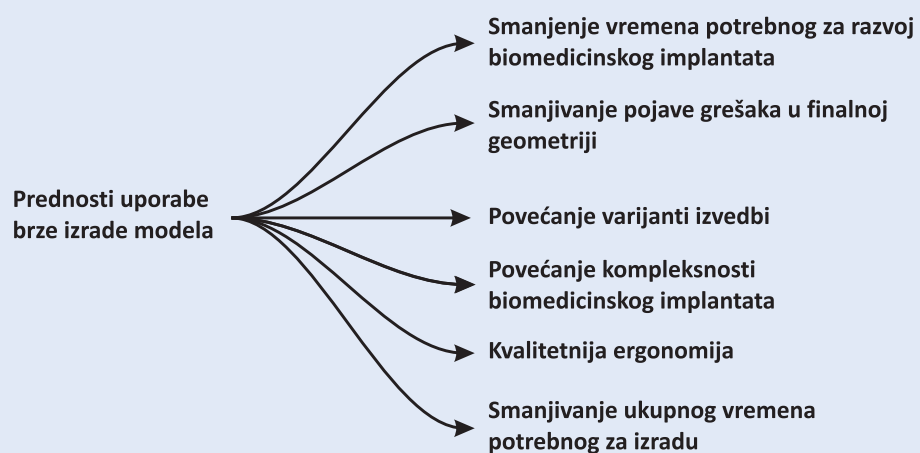 Prednosti uporabe
brze izrade modela
Smanjenje vremena potrebnog za razvoj
biomedicinskog implantata
Smanjivanje pojave grešaka u finalnoj
geometriji
Povećanje varijanti izvedbi
Povećanje kompleksnosti
biomedicinskog implantata
Kvalitetnija ergonomija
Smanjivanje ukupnog vremena
potrebnog za izradu